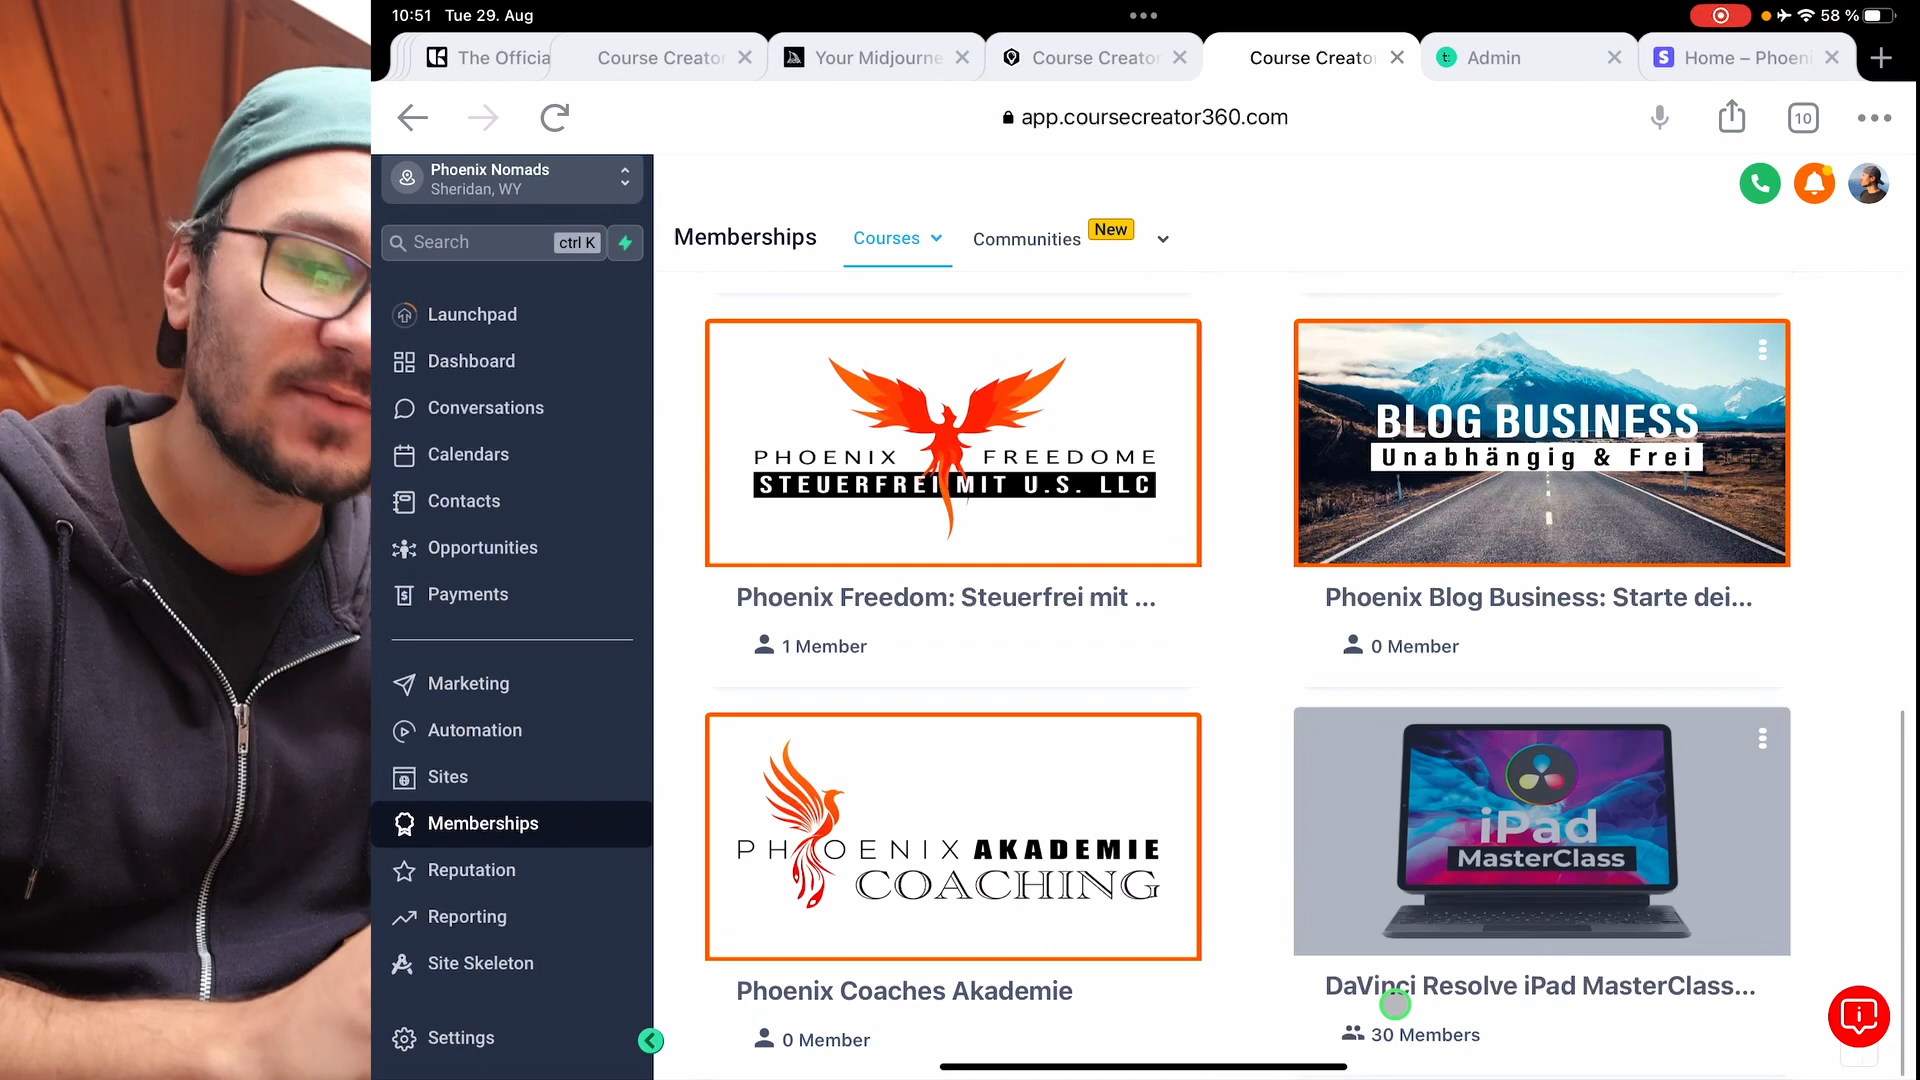 10:51 Tue 29. Aug
58 %
The Officia
Course Creator
Your Midjourne
Course Creator
Course Creator
t:
Admin
S
Home – Phoeni
app.coursecreator360.com
10
Phoenix Nomads
Sheridan, WY
Search
ctrl K
Launchpad
Dashboard
Conversations
Calendars
Contacts
Opportunities
Payments
Marketing
Automation
Sites
Memberships
Reputation
Reporting
Site Skeleton
Settings
Memberships
Courses
Communities
New
PHOENIX FREEDOME
STEUERFREI MIT U.S. LLC
Phoenix Freedom: Steuerfrei mit ...
1 Member
BLOG BUSINESS
Unabhängig & Frei
Phoenix Blog Business: Starte dei...
0 Member
PHOENIX AKADEMIE
COACHING
Phoenix Coaches Akademie
0 Member
iPad
MasterClass
DaVinci Resolve iPad MasterClass...
30 Members